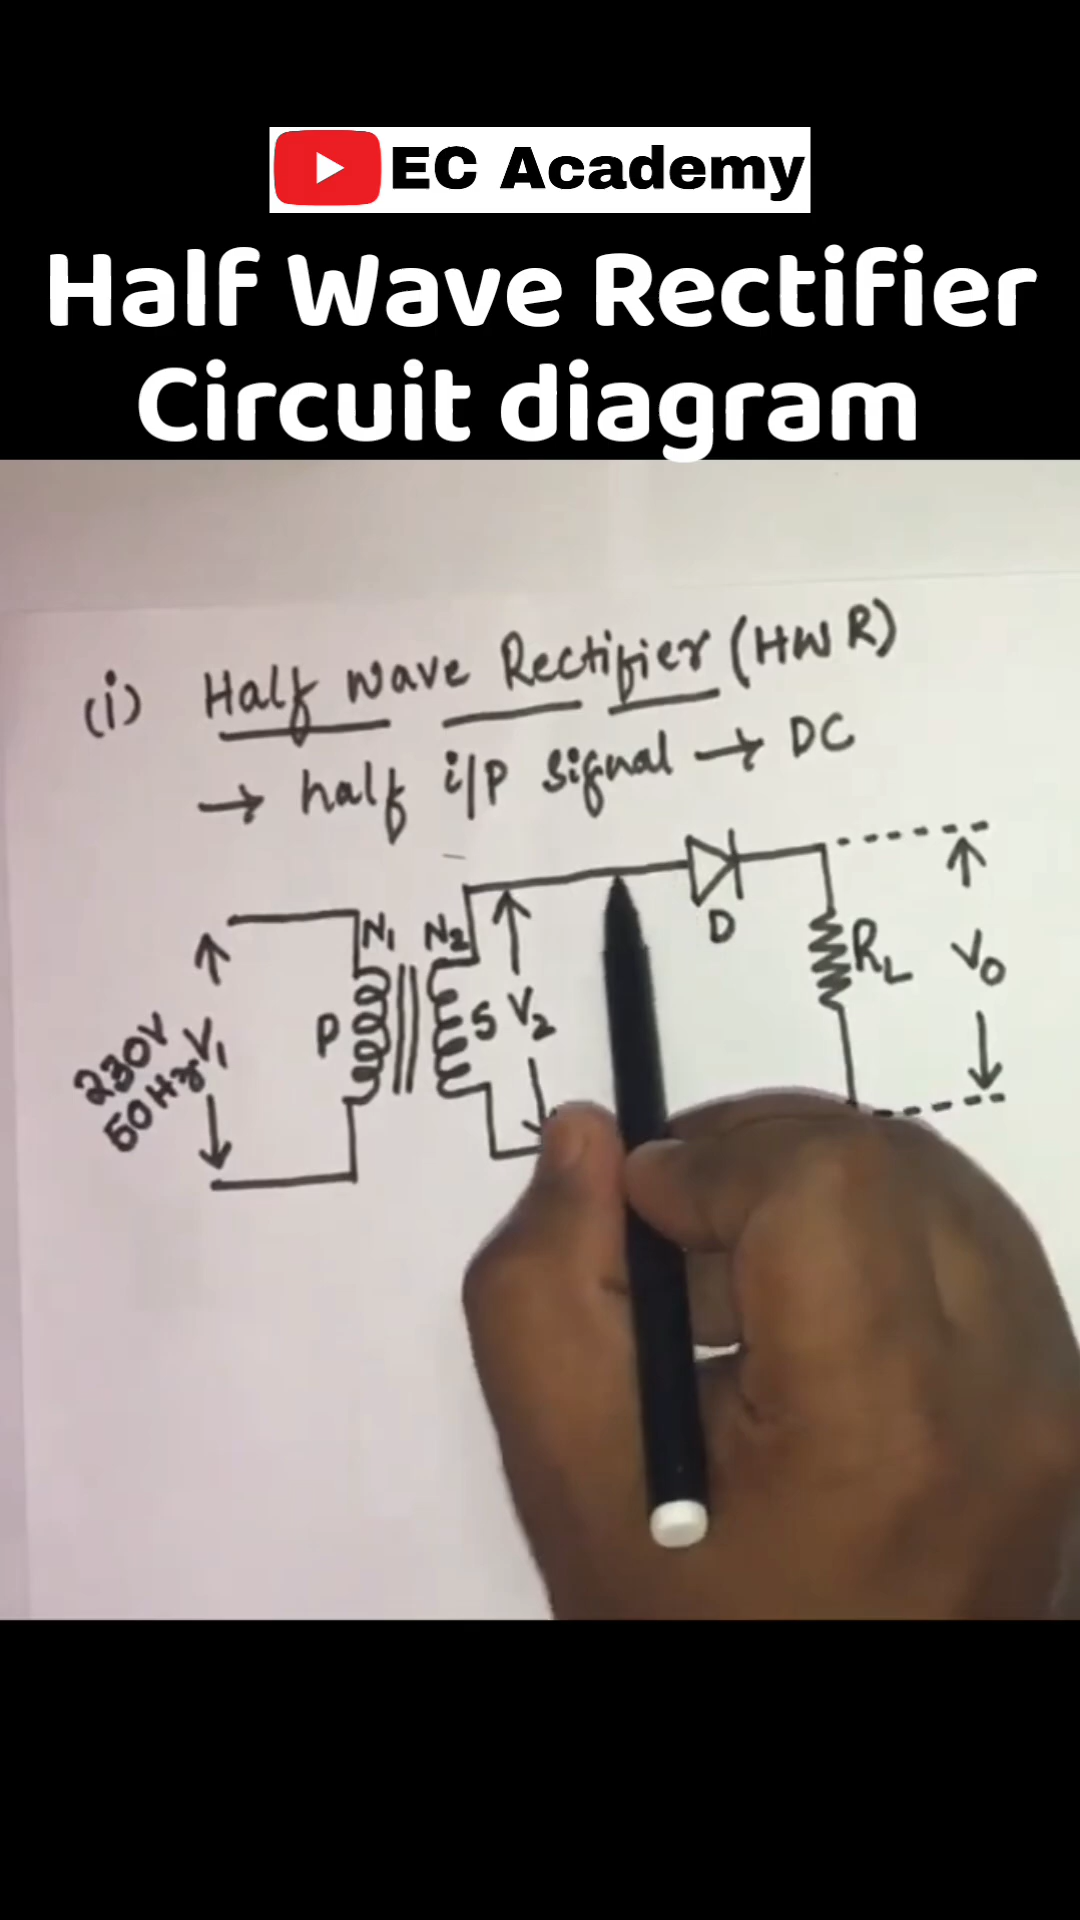 EC Academy
Half Wave Rectifier
Circuit diagram
(i) Half Wave Rectifier (HWR)
→ half i/p signal → DC
D
N1 N2
RL
Vo
P
S V2
230V
50Hz V1